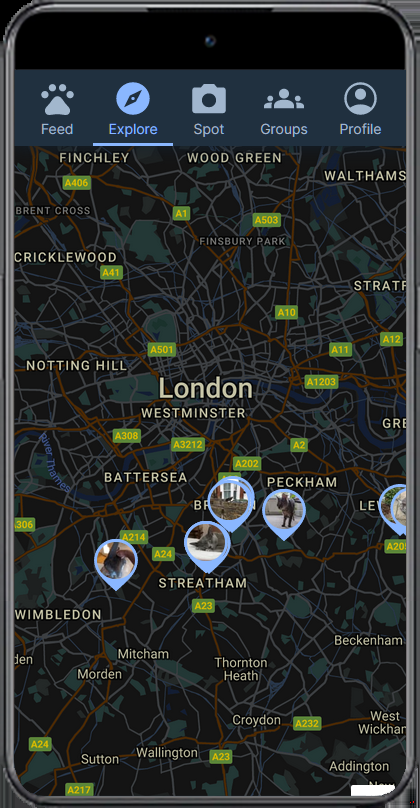 Feed Explore Spot Groups Profile
FINCHLEY WOOD GREEN
WALTHAMS
A406
BRENT CROSS A1 A503
FINSBURY PARK
CRICKLEWOOD
A41
STRATF
A10
A12
A501 A11
NOTTING HILL
London A1203
WESTMINSTER
GRE
A308 A3212 A2
A202
BATTERSEA PECKHAM
BR N LE
306
A214 A20
A24
STREATHAM
A23
WIMBLEDON
Beckenham
Mitcham
den Thornton
Heath
Morden
Croydon A232 West
Wickham
A24 Wallington A23
Sutton Addington
A217